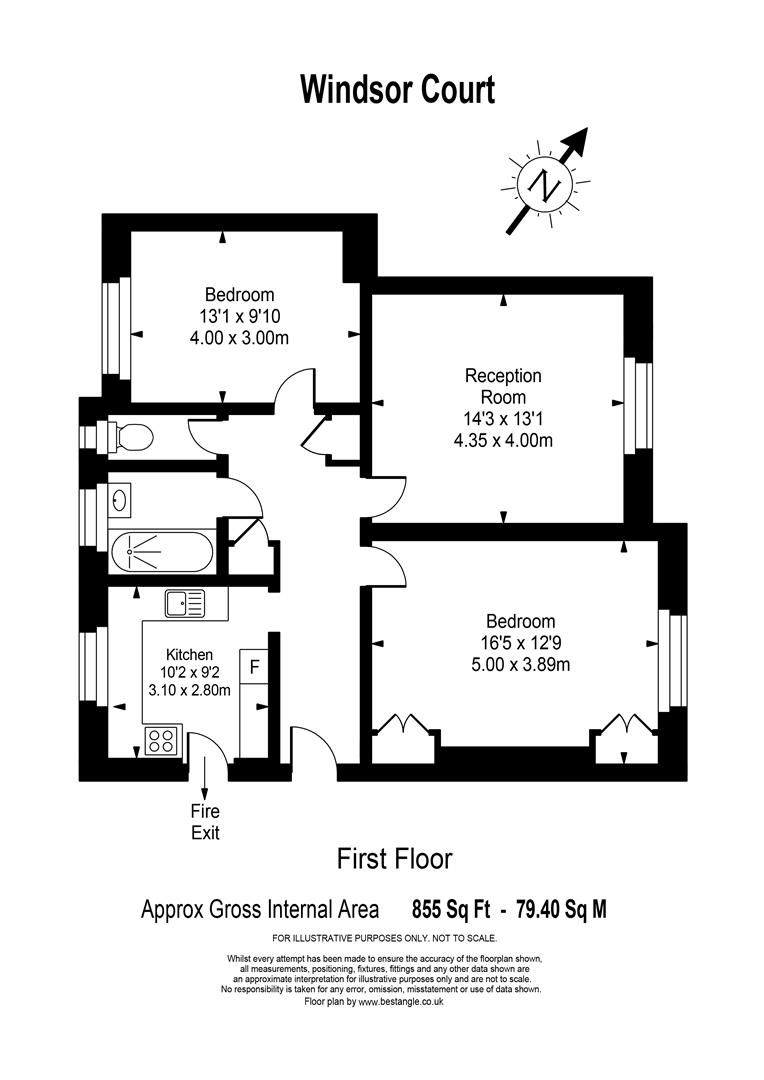 Windsor Court
N
Bedroom
13'1 x 9'10
4.00 x 3.00m
Reception
Room
14'3 x 13'1
4.35 x 4.00m
Bedroom
16'5 x 12'9
5.00 x 3.89m
Kitchen
10'2 x 9'2
3.10 x 2.80m
F
Fire
Exit
First Floor
Approx Gross Internal Area 855 Sq Ft - 79.40 Sq M
FOR ILLUSTRATIVE PURPOSES ONLY. NOT TO SCALE.
Whilst every attempt has been made to ensure the accuracy of the floorplan shown,
all measurements, positioning, fixtures, fittings and any other data shown are
an approximate interpretation for illustrative purposes only and are not to scale.
No responsibility is taken for any error, omission, misstatement or use of data shown.
Floor plan by www.bestangle.co.uk